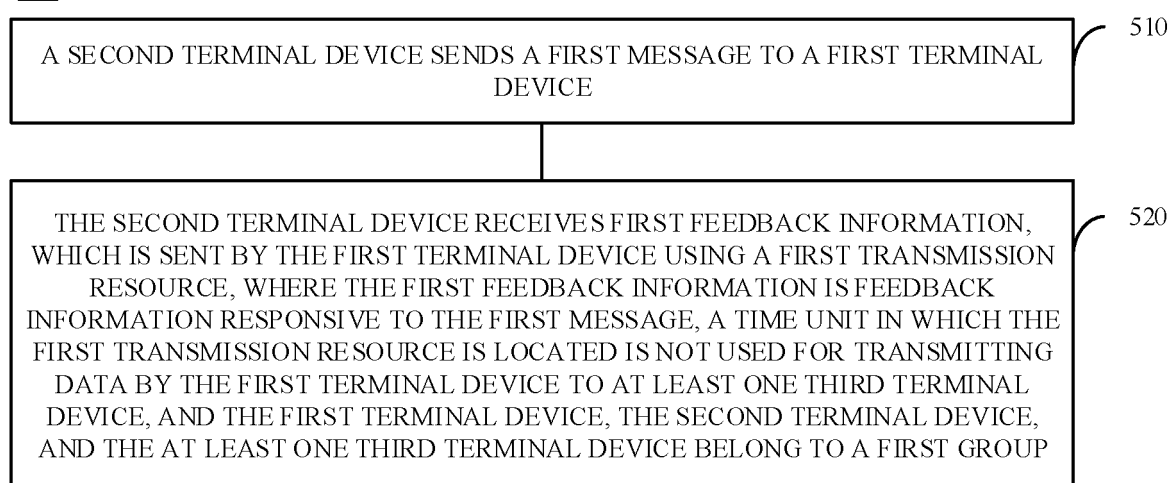 510
A SECOND TERMINAL DEVICE SENDS A FIRST MESSAGE TO A FIRST TERMINAL
DEVICE
520
THE SECOND TERMINAL DEVICE RECEIVES FIRST FEEDBACK INFORMATION,
WHICH IS SENT BY THE FIRST TERMINAL DEVICE USING A FIRST TRANSMISSION
RESOURCE, WHERE THE FIRST FEEDBACK INFORMATION IS FEEDBACK
INFORMATION RESPONSIVE TO THE FIRST MESSAGE, A TIME UNIT IN WHICH THE
FIRST TRANSMISSION RESOURCE IS LOCATED IS NOT USED FOR TRANSMITTING
DATA BY THE FIRST TERMINAL DEVICE TO AT LEAST ONE THIRD TERMINAL
DEVICE, AND THE FIRST TERMINAL DEVICE, THE SECOND TERMINAL DEVICE,
AND THE AT LEAST ONE THIRD TERMINAL DEVICE BELONG TO A FIRST GROUP